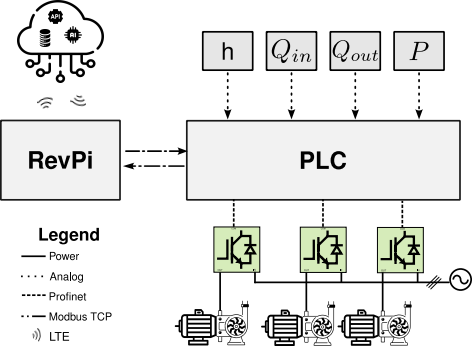 API
AI
h
Q_in
Q_out
P
RevPi
PLC
Legend
Power
Analog
Profinet
Modbus TCP
LTE